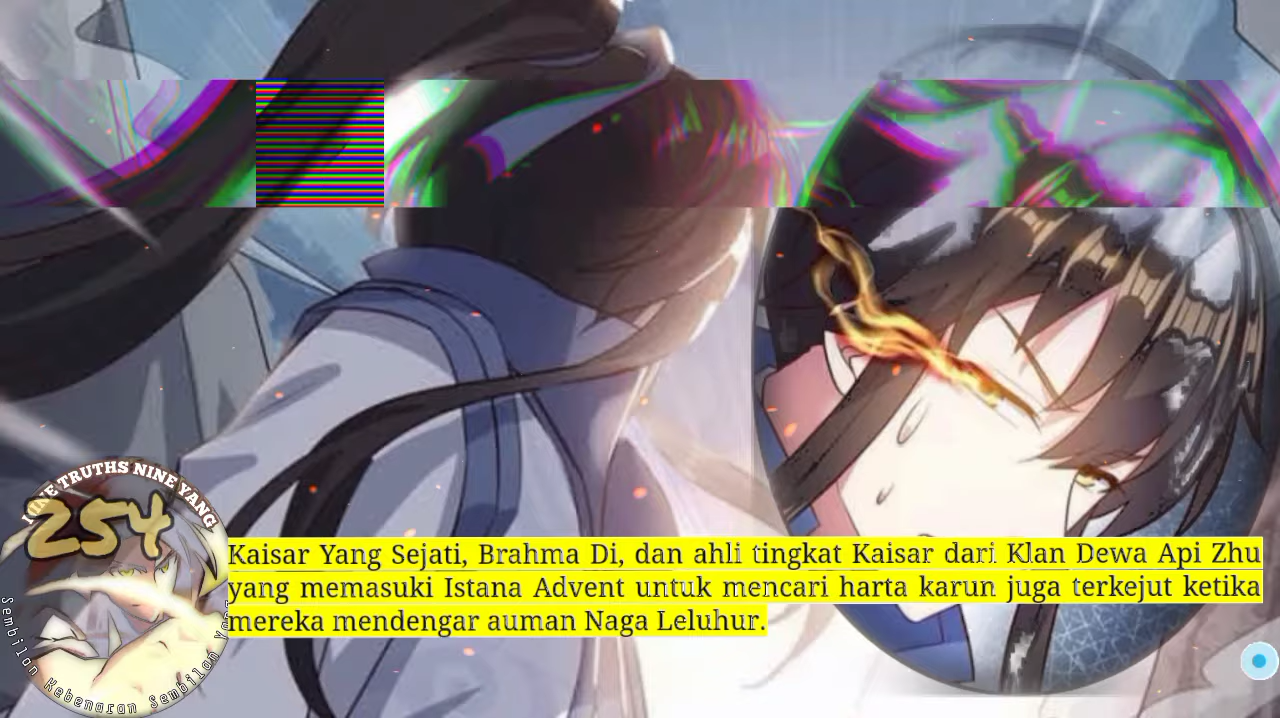 NINE TRUTHS NINE YANG
254
Kaisar Yang Sejati, Brahma Di, dan ahli tingkat Kaisar dari Klan Dewa Api Zhu
yang memasuki Istana Advent untuk mencari harta karun juga terkejut ketika
mereka mendengar auman Naga Leluhur.
Sembilan Kebenaran Sembilan Yang